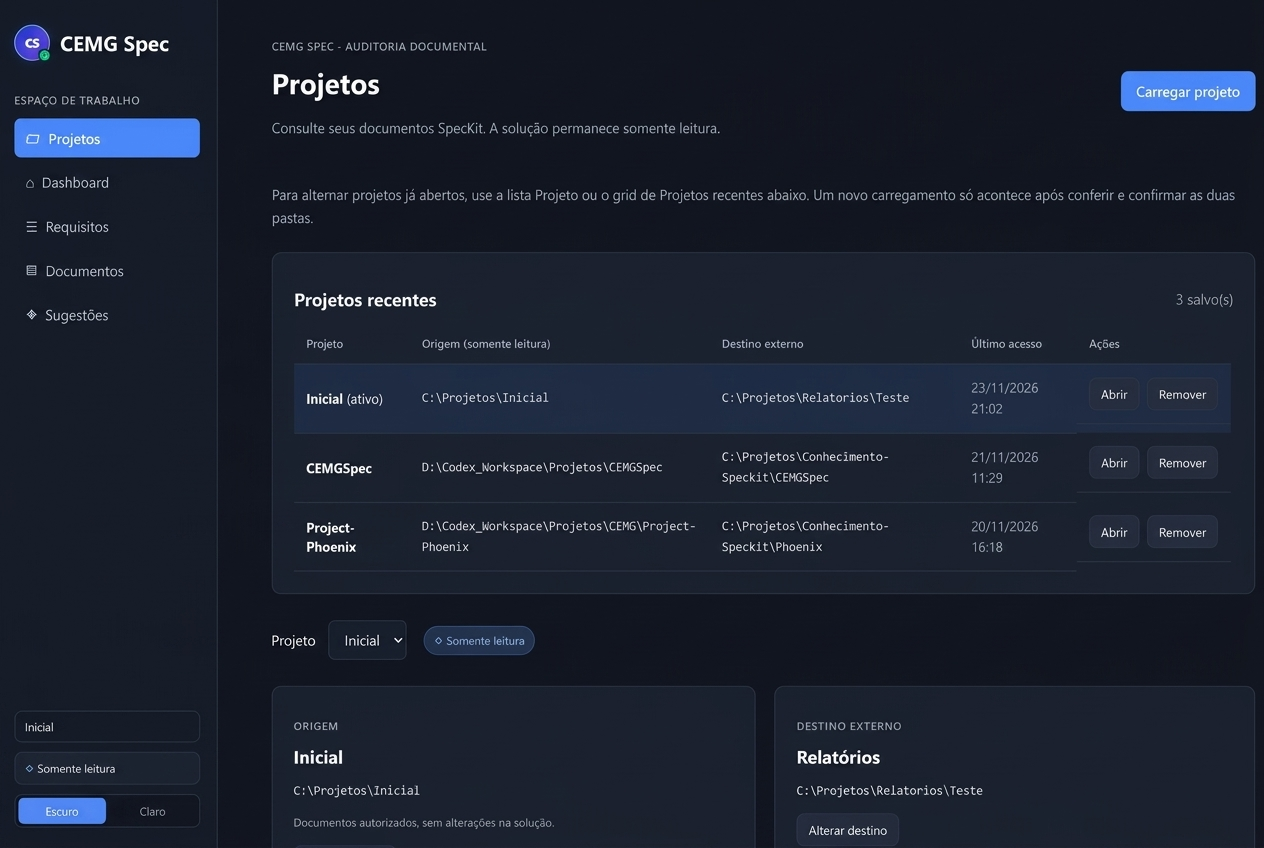 CS
CEMG Spec
ESPAÇO DE TRABALHO
Projetos
Dashboard
Requisitos
Documentos
Sugestões
Inicial
Somente leitura
Escuro Claro
CEMG SPEC - AUDITORIA DOCUMENTAL
Projetos
Carregar projeto
Consulte seus documentos SpecKit. A solução permanece somente leitura.
Para alternar projetos já abertos, use a lista Projeto ou o grid de Projetos recentes abaixo. Um novo carregamento só acontece após conferir e confirmar as duas
pastas.
Projetos recentes 3 salvo(s)
Projeto Origem (somente leitura) Destino externo Último acesso Ações
Inicial (ativo) C:\Projetos\Inicial C:\Projetos\Relatorios\Teste 23/11/2026 Abrir Remover
21:02
CEMGSpec D:\Codex_Workspace\Projetos\CEMGSpec C:\Projetos\Conhecimento- 21/11/2026 Abrir Remover
Speckit\CEMGSpec 11:29
Project- D:\Codex_Workspace\Projetos\CEMG\Project- C:\Projetos\Conhecimento- 20/11/2026 Abrir Remover
Phoenix Phoenix Speckit\Phoenix 16:18
Projeto Inicial Somente leitura
ORIGEM
Inicial
C:\Projetos\Inicial
Documentos autorizados, sem alterações na solução.
DESTINO EXTERNO
Relatórios
C:\Projetos\Relatorios\Teste
Alterar destino